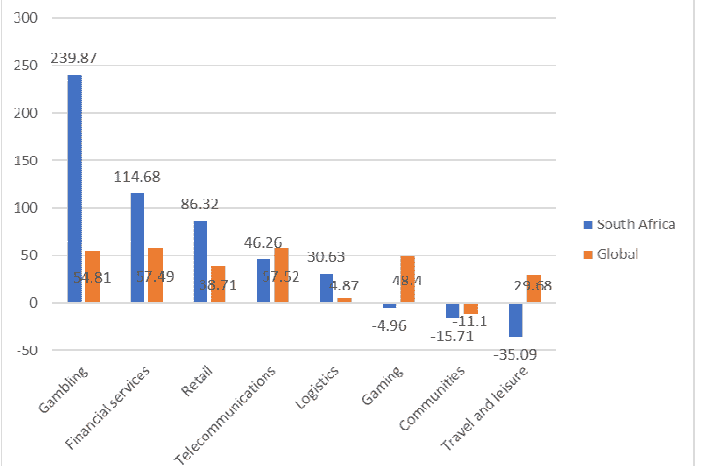 300
250
200
150
100
50
0
-50
239.87
54.81
114.68
57.49
86.32
38.71
46.26
57.52
30.63
4.87
-4.96
48.4
-15.71
-11.1
-35.09
29.68
Gambling
Financial services
Retail
Telecommunications
Logistics
Gaming
Communities
Travel and leisure
South Africa
Global